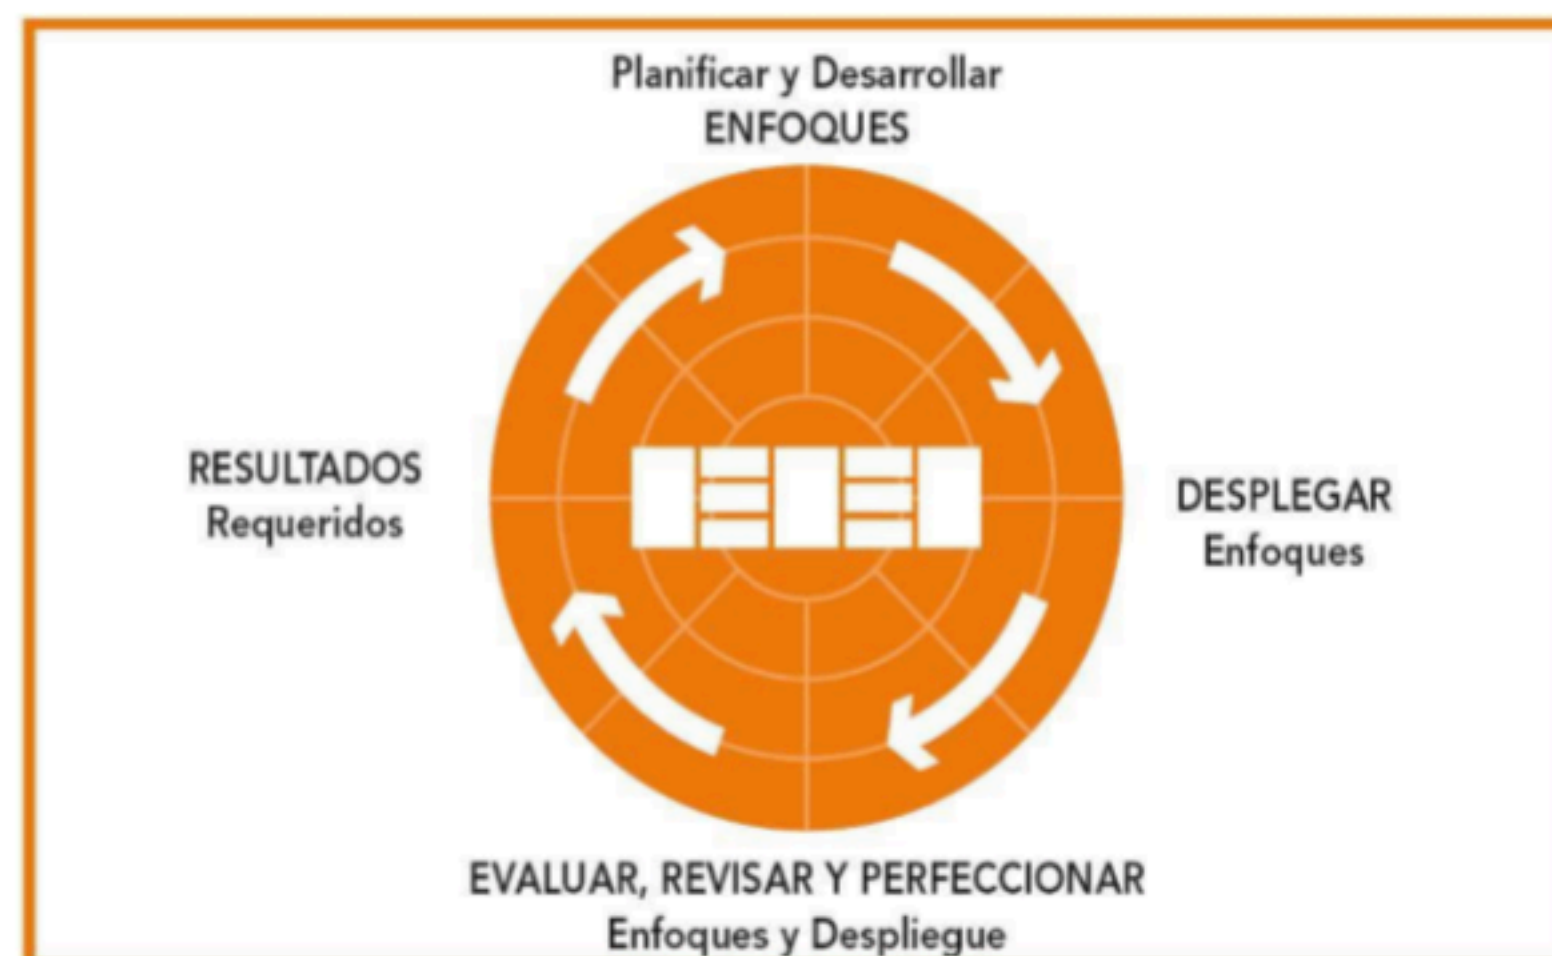 Planificar y Desarrollar
ENFOQUES
RESULTADOS
Requeridos
DESPLEGAR
Enfoques
EVALUAR, REVISAR Y PERFECCIONAR
Enfoques y Despliegue